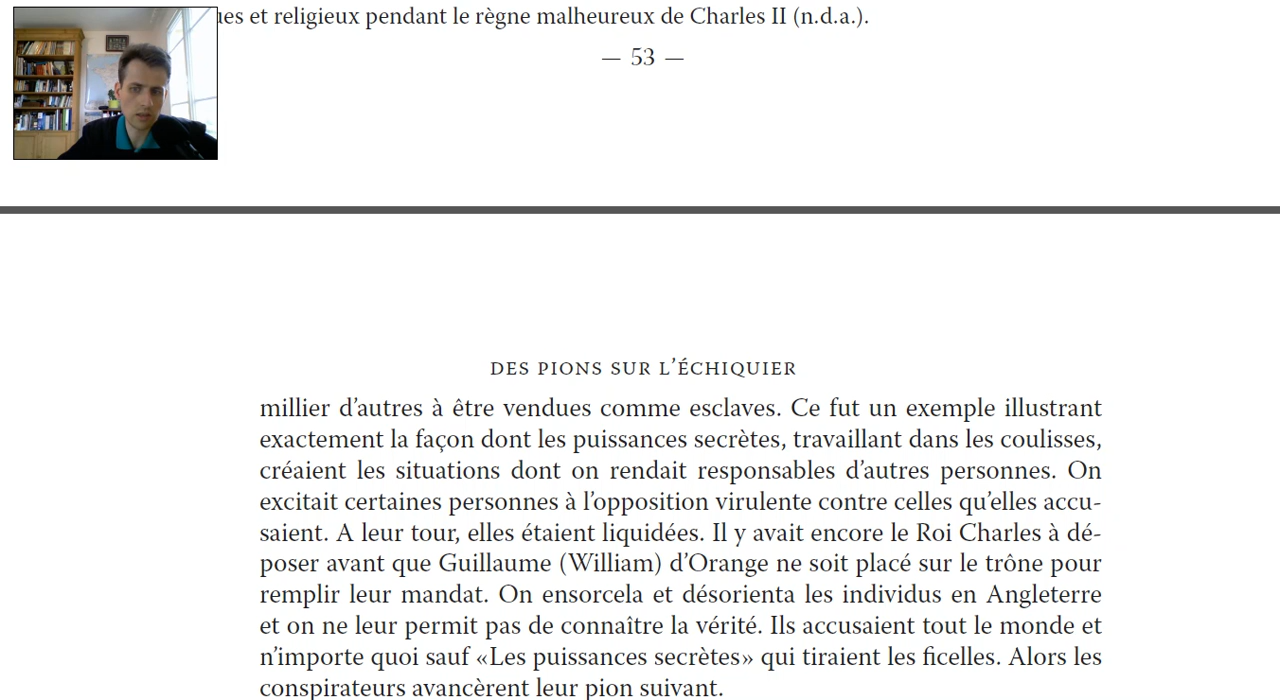 et religieux pendant le règne malheureux de Charles II (n.d.a.).
— 53 —
DES PIONS SUR L’ÉCHIQUIER
millier d’autres à être vendues comme esclaves. Ce fut un exemple illustrant
exactement la façon dont les puissances secrètes, travaillant dans les coulisses,
créaient les situations dont on rendait responsables d’autres personnes. On
excitait certaines personnes à l’opposition virulente contre celles qu’elles accu-
saient. A leur tour, elles étaient liquidées. Il y avait encore le Roi Charles à dé-
poser avant que Guillaume (William) d’Orange ne soit placé sur le trône pour
remplir leur mandat. On ensorcela et désorienta les individus en Angleterre
et on ne leur permit pas de connaître la vérité. Ils accusaient tout le monde et
n’importe quoi sauf «Les puissances secrètes» qui tiraient les ficelles. Alors les
conspirateurs avancèrent leur pion suivant.